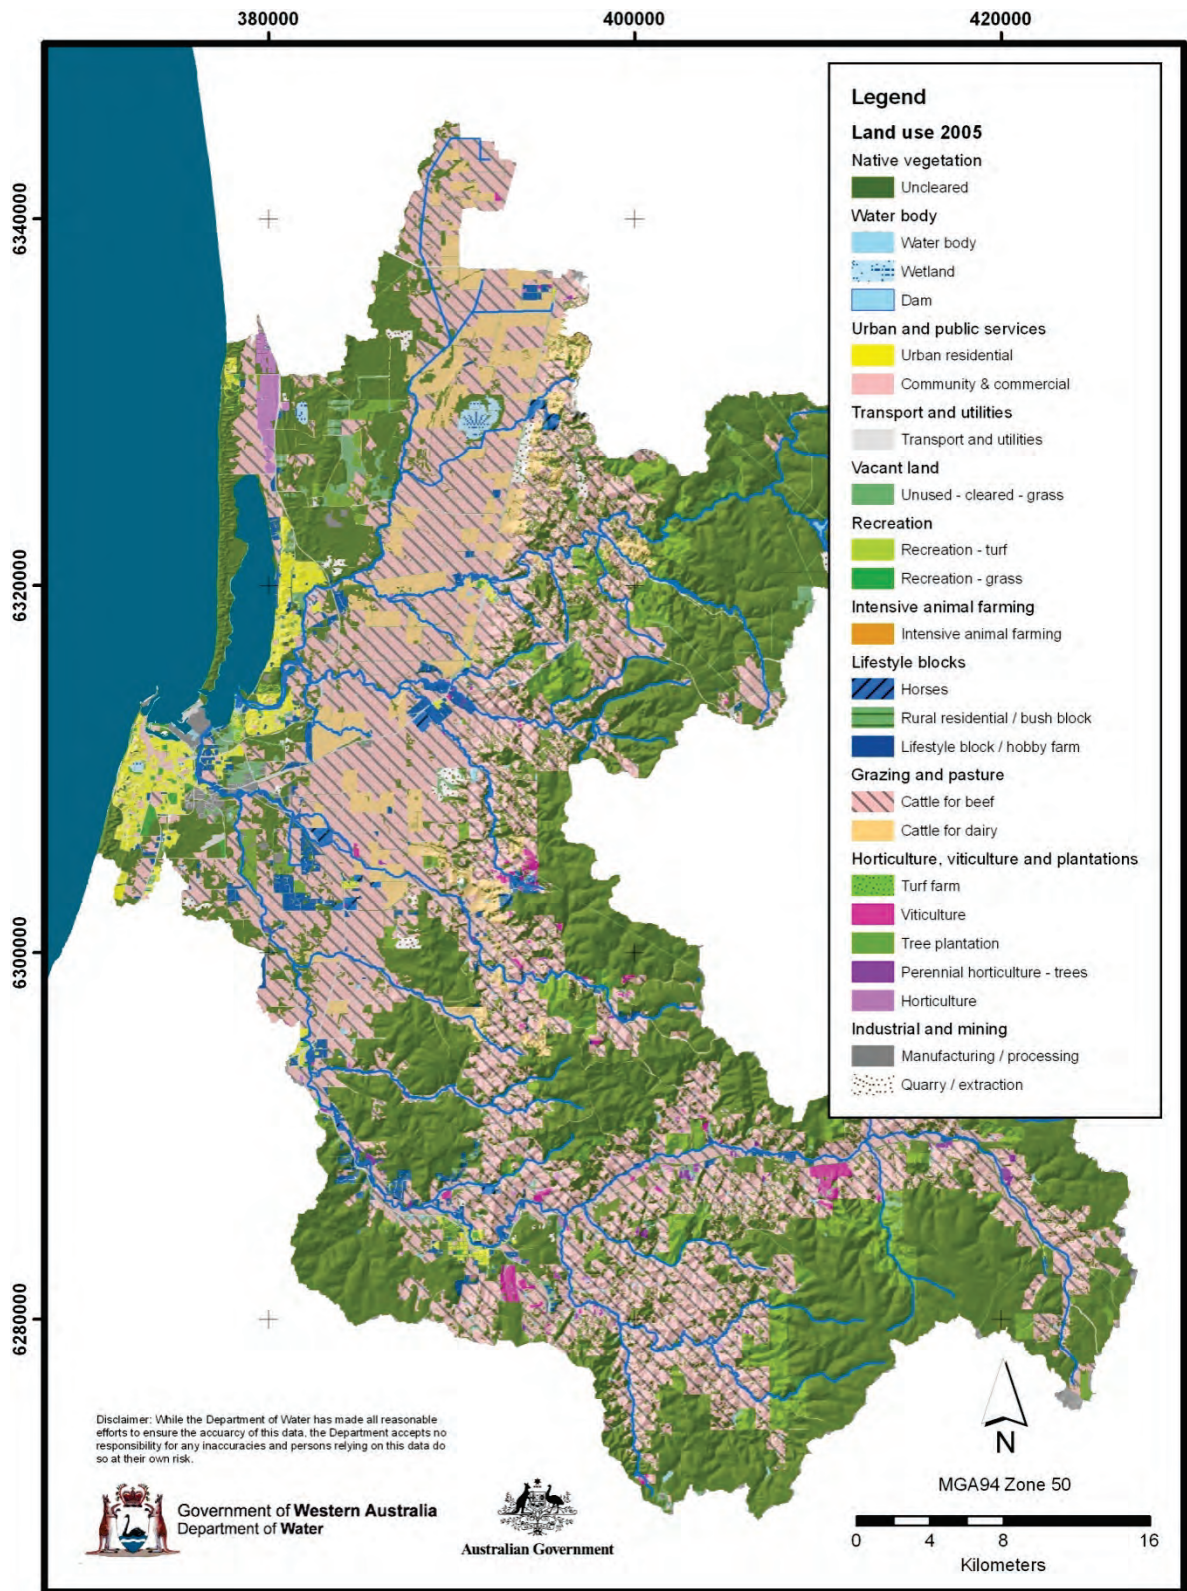 380000
400000
420000
6340000
6320000
6300000
6280000
Legend
Land use 2005
Native vegetation
Uncleared
Water body
Water body
Wetland
Dam
Urban and public services
Urban residential
Community & commercial
Transport and utilities
Transport and utilities
Vacant land
Unused - cleared - grass
Recreation
Recreation - turf
Recreation - grass
Intensive animal farming
Intensive animal farming
Lifestyle blocks
Horses
Rural residential / bush block
Lifestyle block / hobby farm
Grazing and pasture
Cattle for beef
Cattle for dairy
Horticulture, viticulture and plantations
Turf farm
Viticulture
Tree plantation
Perennial horticulture - trees
Horticulture
Industrial and mining
Manufacturing / processing
Quarry / extraction
N
MGA94 Zone 50
0 2 4 8 16
Kilometers
Disclaimer: While the Department of Water has made all reasonable
efforts to ensure the accuarcy of this data, the Department accepts no
responsibility for any inaccuracies and persons relying on this data do
so at their own risk.
Government of Western Australia
Department of Water
Australian Government